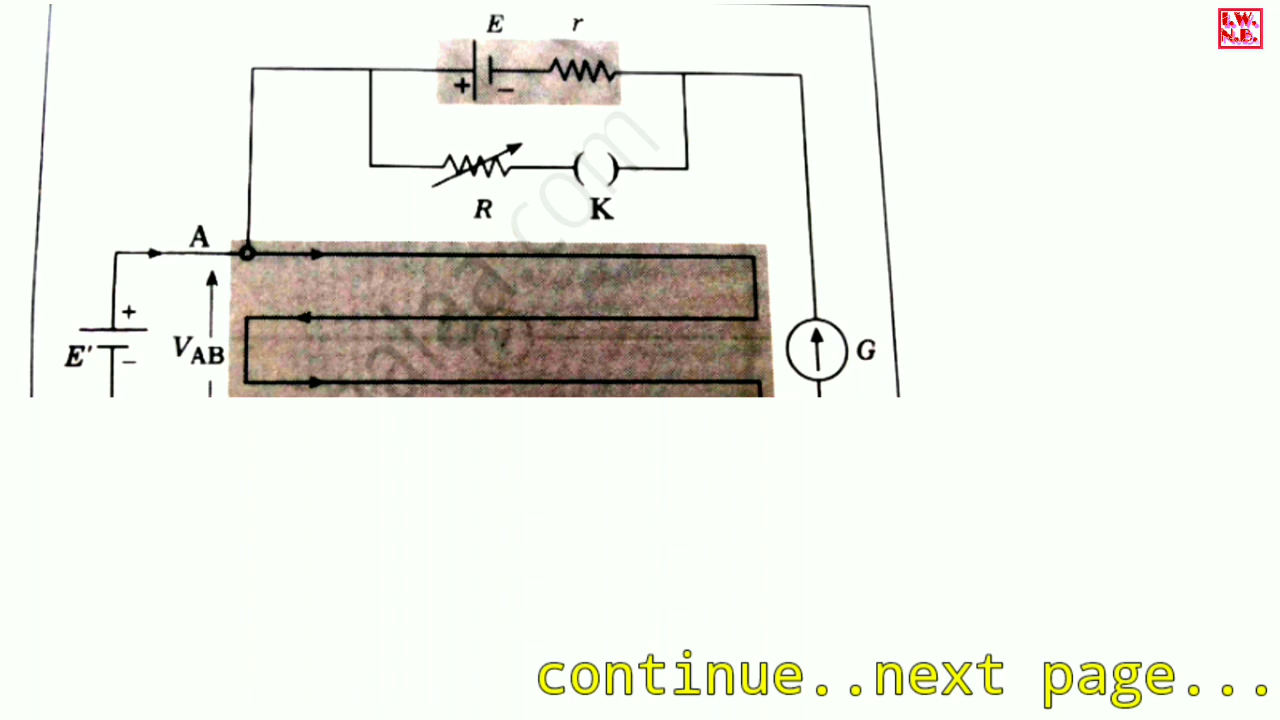 I.W.
N.B.
E r
+ −
R K
A
+
E' V_AB G
−
continue..next page...